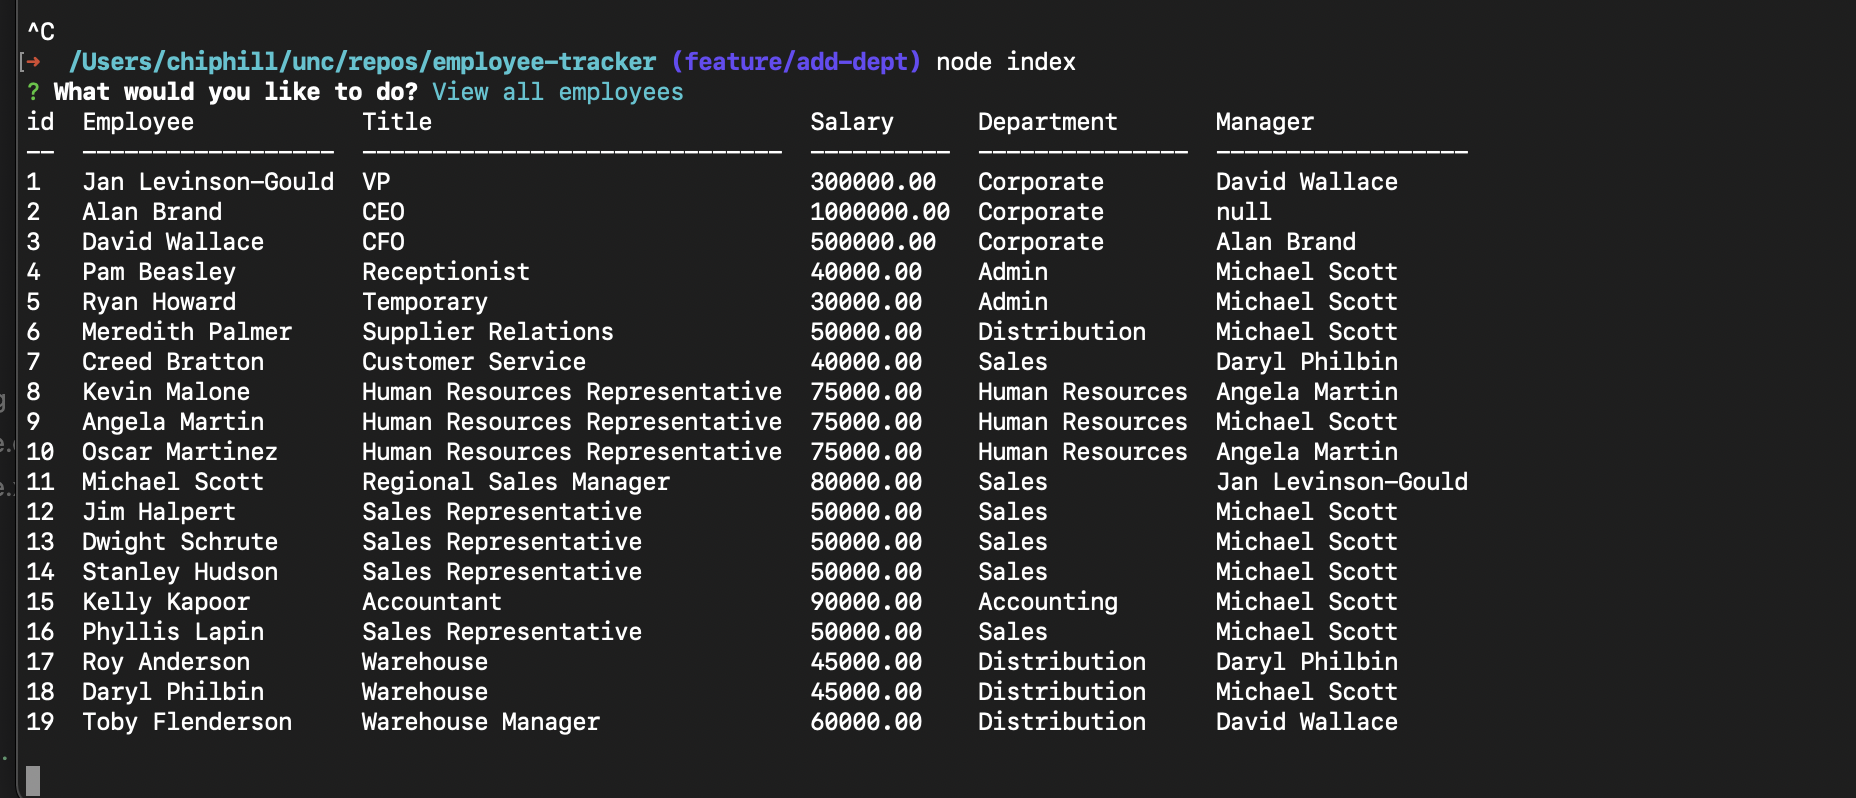 ^C
[→  /Users/chiphill/unc/repos/employee-tracker (feature/add-dept) node index
? What would you like to do? View all employees
id  Employee            Title                           Salary      Department       Manager
--  ------------------  ------------------------------  ----------  ---------------  ------------------
1   Jan Levinson-Gould  VP                              300000.00   Corporate        David Wallace
2   Alan Brand          CEO                             1000000.00  Corporate        null
3   David Wallace       CFO                             500000.00   Corporate        Alan Brand
4   Pam Beasley         Receptionist                    40000.00    Admin            Michael Scott
5   Ryan Howard         Temporary                       30000.00    Admin            Michael Scott
6   Meredith Palmer     Supplier Relations              50000.00    Distribution     Michael Scott
7   Creed Bratton       Customer Service                40000.00    Sales            Daryl Philbin
8   Kevin Malone        Human Resources Representative  75000.00    Human Resources  Angela Martin
9   Angela Martin       Human Resources Representative  75000.00    Human Resources  Michael Scott
10  Oscar Martinez      Human Resources Representative  75000.00    Human Resources  Angela Martin
11  Michael Scott       Regional Sales Manager          80000.00    Sales            Jan Levinson-Gould
12  Jim Halpert         Sales Representative            50000.00    Sales            Michael Scott
13  Dwight Schrute      Sales Representative            50000.00    Sales            Michael Scott
14  Stanley Hudson      Sales Representative            50000.00    Sales            Michael Scott
15  Kelly Kapoor        Accountant                      90000.00    Accounting       Michael Scott
16  Phyllis Lapin       Sales Representative            50000.00    Sales            Michael Scott
17  Roy Anderson        Warehouse                       45000.00    Distribution     Daryl Philbin
18  Daryl Philbin       Warehouse                       45000.00    Distribution     Michael Scott
19  Toby Flenderson     Warehouse Manager               60000.00    Distribution     David Wallace